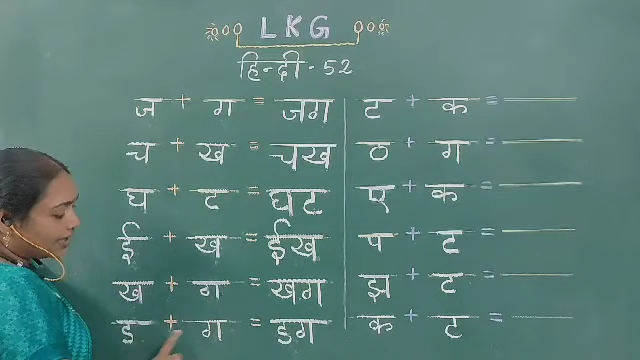 LKG
हिन्दी - 52
ज + ग = जग
च + ख = चख
घ + ट = घट
ई + ख = ईख
ख + ग = खग
ड + ग = डग
ट + क =
ठ + ग =
ए + क =
प + ट =
झ + ट =
क + ट =